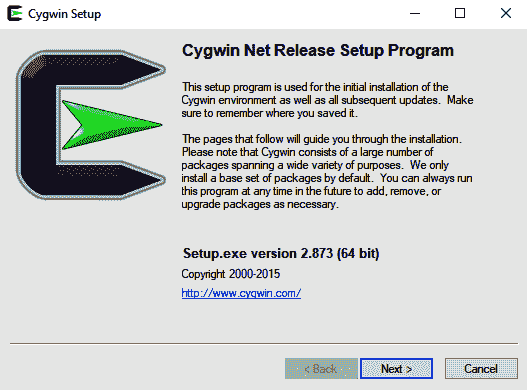 Cygwin Setup
Cygwin Net Release Setup Program
This setup program is used for the initial installation of the
Cygwin environment as well as all subsequent updates. Make
sure to remember where you saved it.
The pages that follow will guide you through the installation.
Please note that Cygwin consists of a large number of
packages spanning a wide variety of purposes. We only
install a base set of packages by default. You can always run
this program at any time in the future to add, remove, or
upgrade packages as necessary.
Setup.exe version 2.873 (64 bit)
Copyright 2000-2015
http://www.cygwin.com/
< Back Next > Cancel